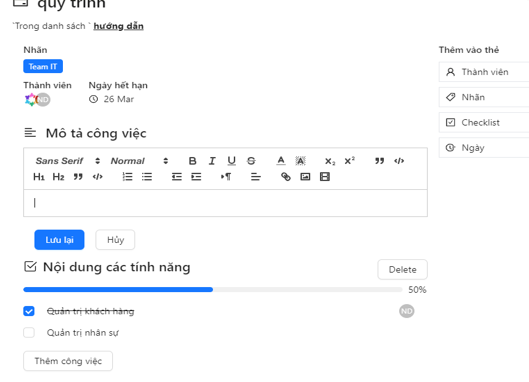 quy trình
`Trong danh sách ` hướng dẫn
Nhãn
Team IT
Thành viên Ngày hết hạn
ND 26 Mar
Mô tả công việc
Sans Serif Normal B I U S A A x₂ x² ” </>
H₁ H₂ ” </>
Lưu lại Hủy
Nội dung các tính năng Delete
50%
Quản trị khách hàng ND
Quản trị nhân sự
Thêm công việc
Thêm vào thẻ
Thành viên
Nhãn
Checklist
Ngày